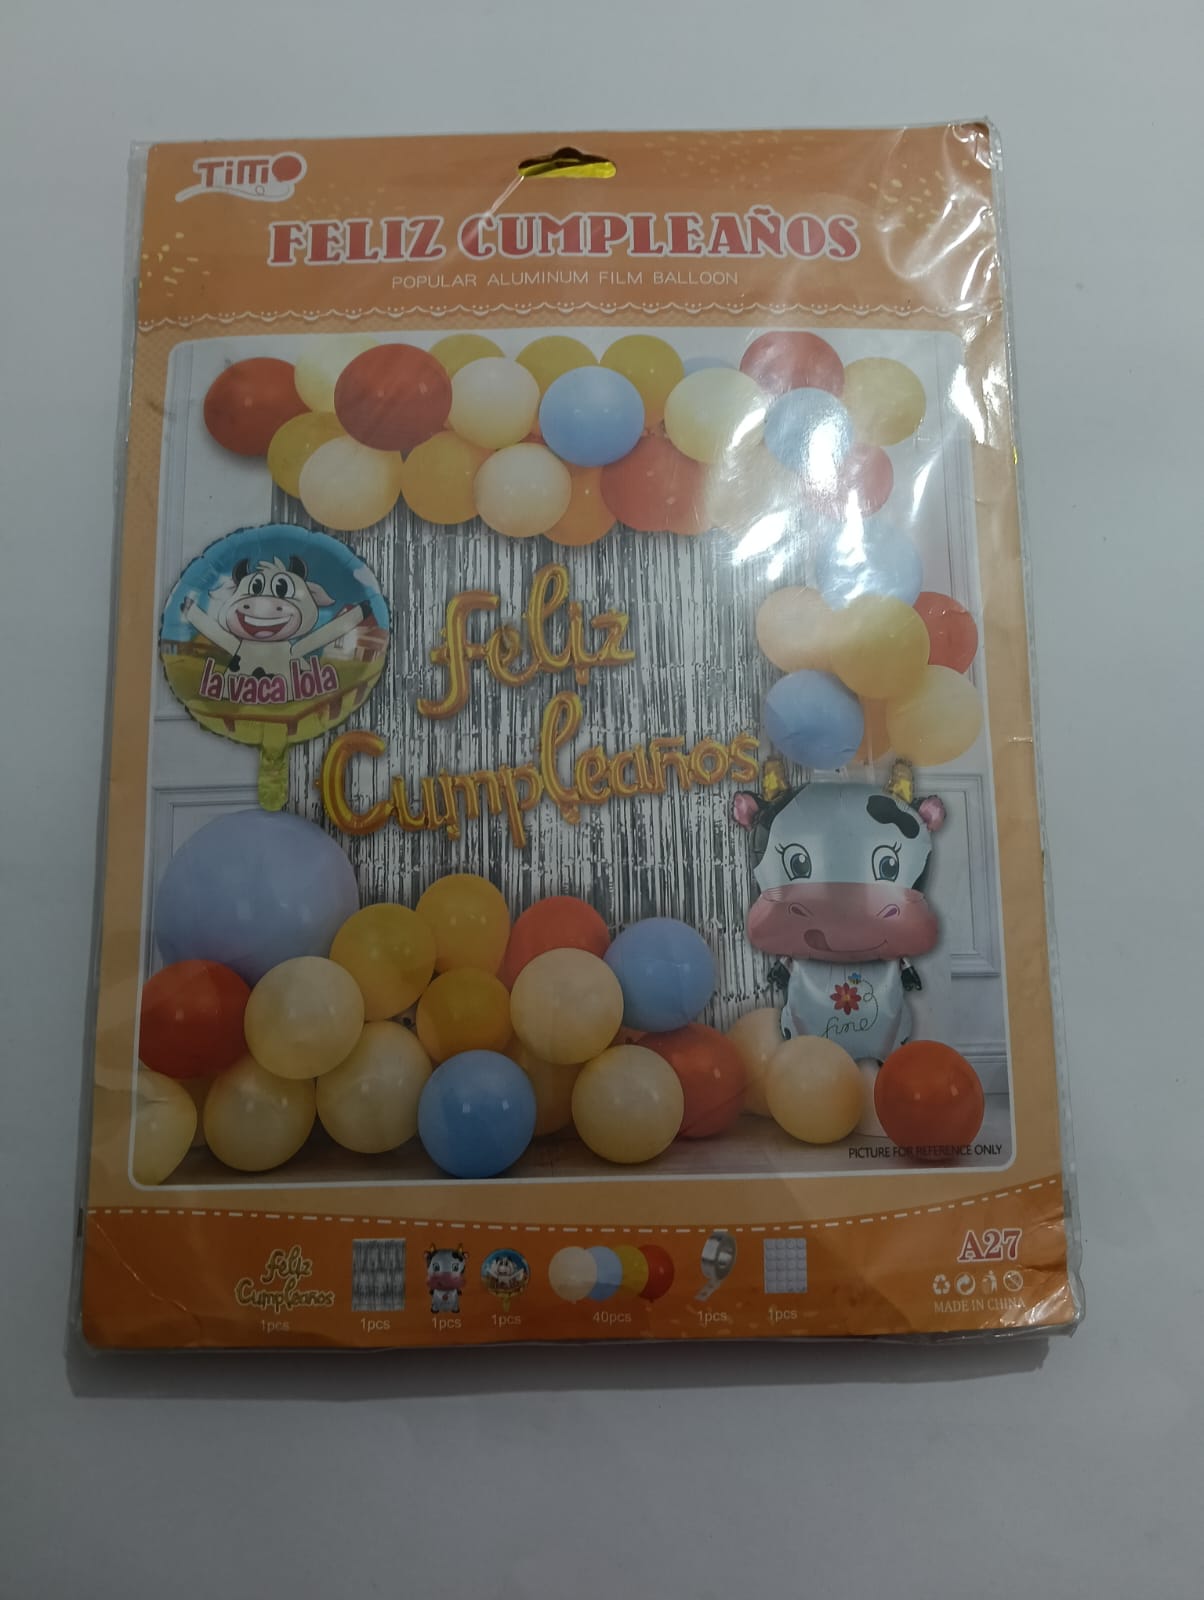 Timo
FELIZ CUMPLEAÑOS
POPULAR ALUMINUM FILM BALLOON
la vaca lola
Feliz
Cumpleaños
fine
PICTURE FOR REFERENCE ONLY
A27
Feliz
Cumpleaños
1pcs
1pcs
1pcs
1pcs
40pcs
1pcs
1pcs
MADE IN CHINA